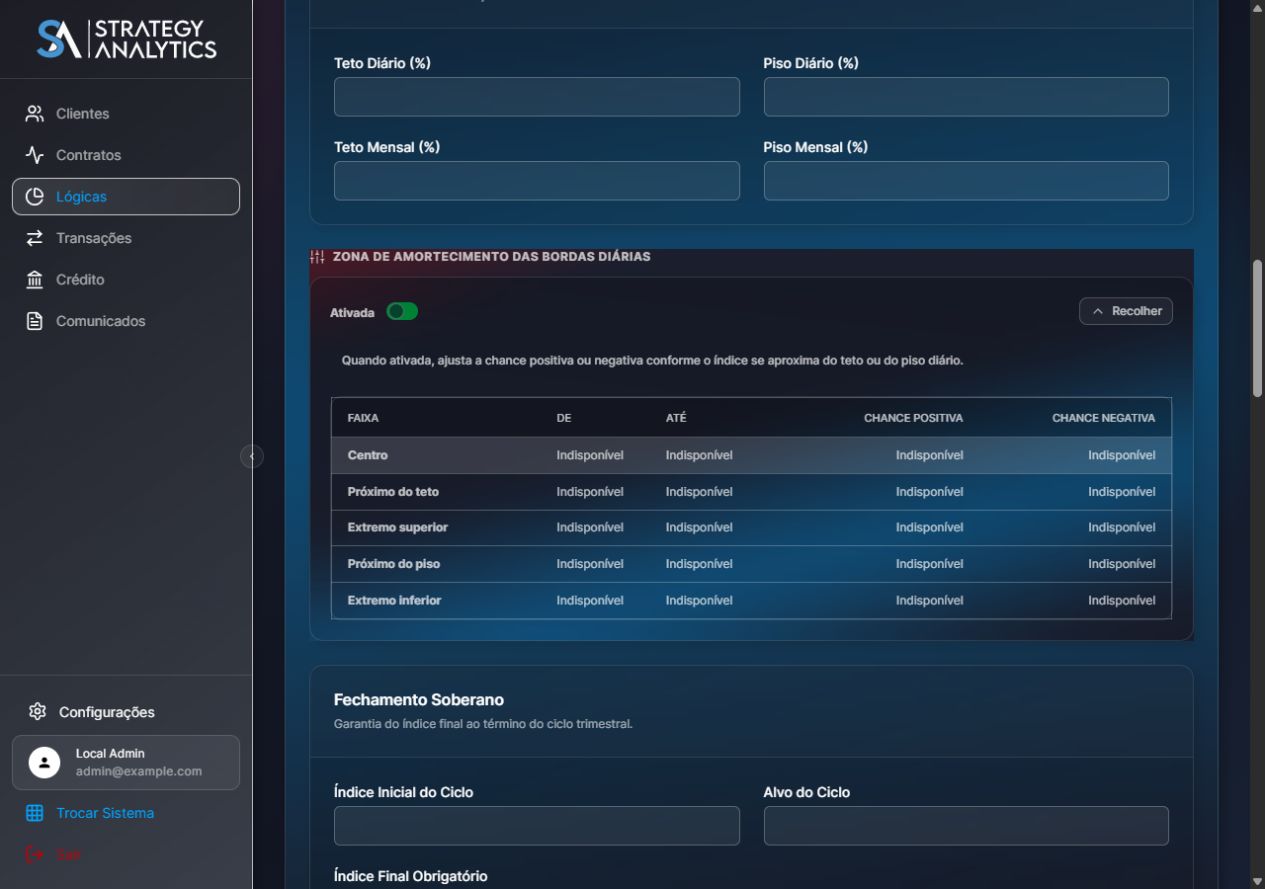 STRATEGY
ANALYTICS
Clientes
Contratos
Lógicas
Transações
Crédito
Comunicados
Configurações
Local Admin
admin@example.com
Trocar Sistema
Sair
Teto Diário (%) Piso Diário (%)
Teto Mensal (%) Piso Mensal (%)
ZONA DE AMORTECIMENTO DAS BORDAS DIÁRIAS
Ativada Recolher
Quando ativada, ajusta a chance positiva ou negativa conforme o índice se aproxima do teto ou do piso diário.
FAIXA DE ATÉ CHANCE POSITIVA CHANCE NEGATIVA
Centro Indisponível Indisponível Indisponível Indisponível
Próximo do teto Indisponível Indisponível Indisponível Indisponível
Extremo superior Indisponível Indisponível Indisponível Indisponível
Próximo do piso Indisponível Indisponível Indisponível Indisponível
Extremo inferior Indisponível Indisponível Indisponível Indisponível
Fechamento Soberano
Garantia do índice final ao término do ciclo trimestral.
Índice Inicial do Ciclo Alvo do Ciclo
Índice Final Obrigatório